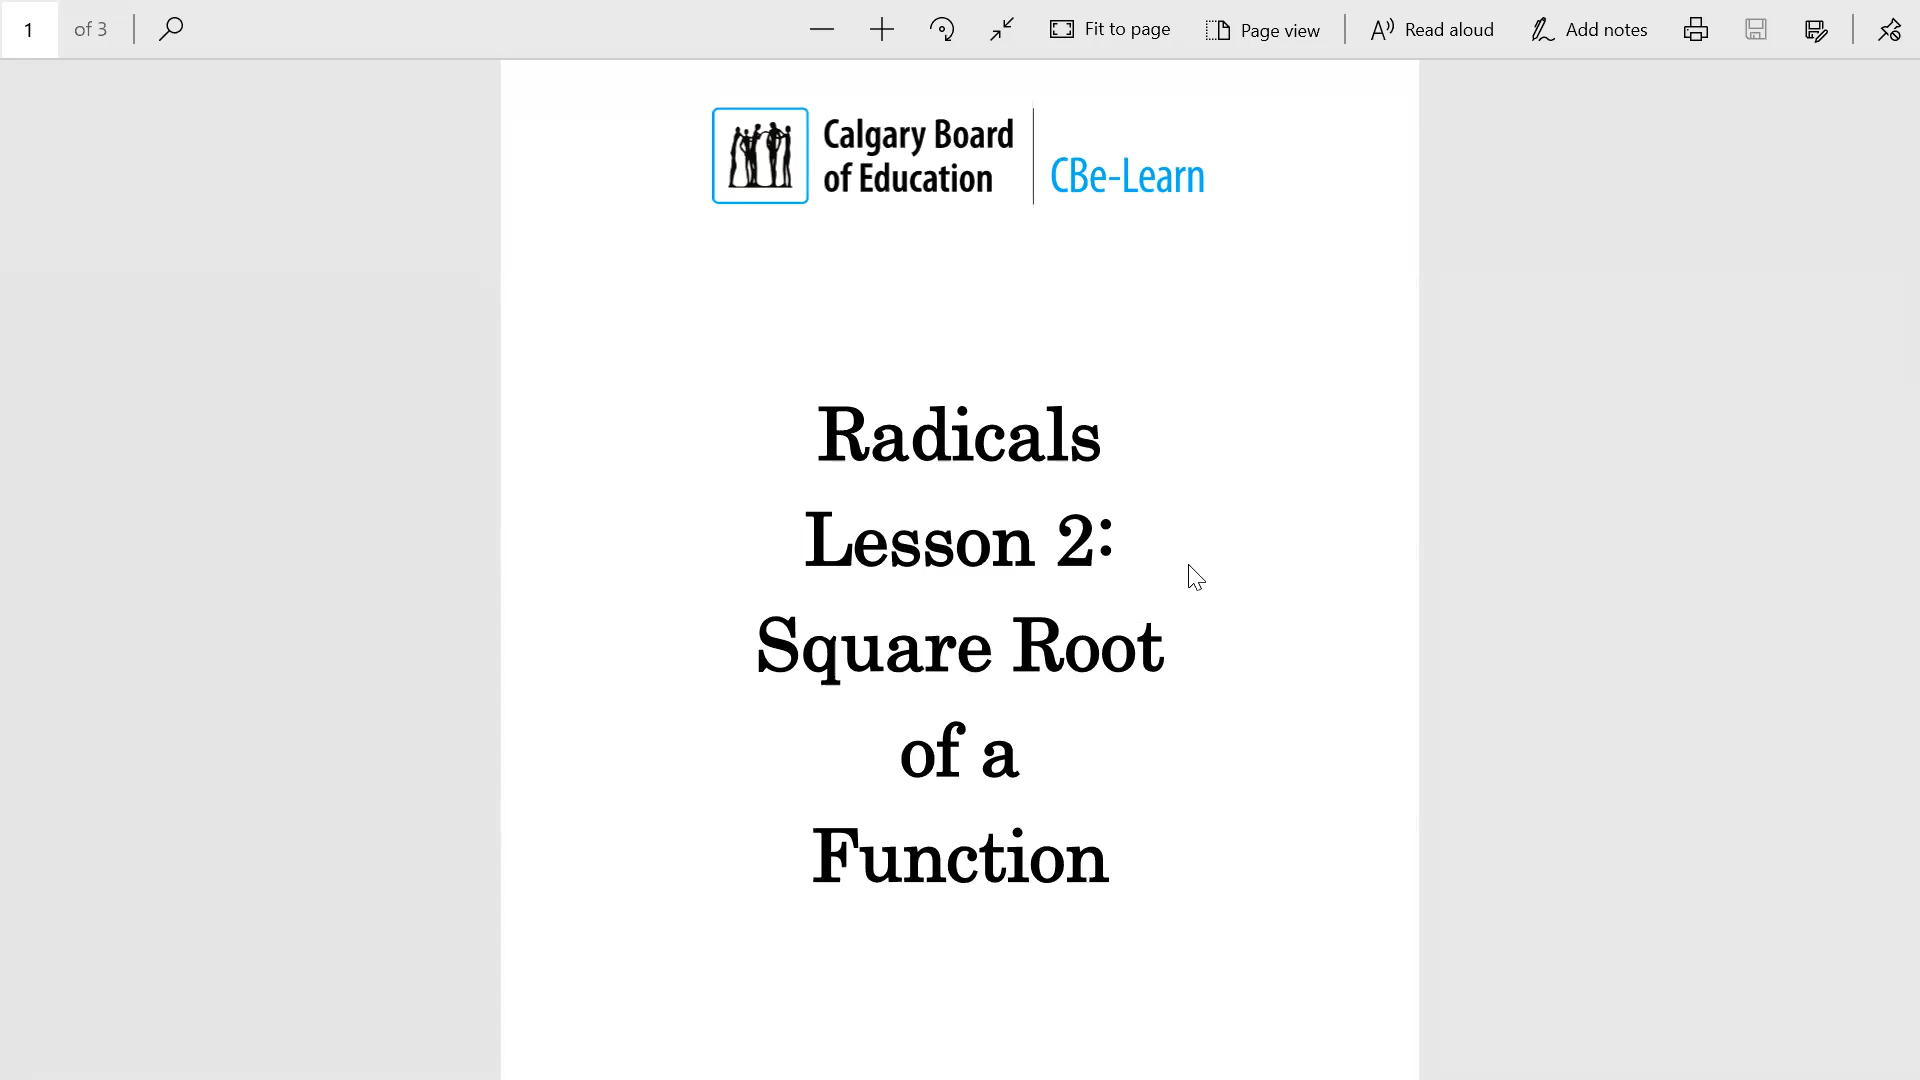 1 of 3 Fit to page Page view Read aloud Add notes
Calgary Board
of Education
CBe-Learn
Radicals
Lesson 2:
Square Root
of a
Function